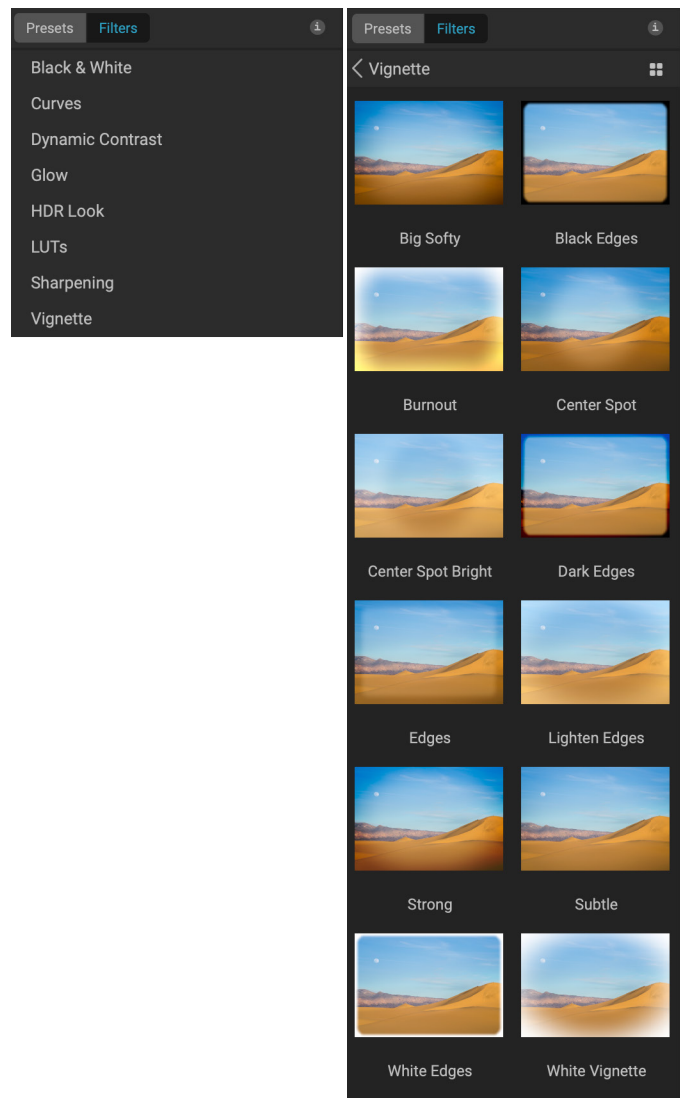 Presets Filters i
Black & White
Curves
Dynamic Contrast
Glow
HDR Look
LUTs
Sharpening
Vignette
Presets Filters i
Vignette
Big Softy Black Edges
Burnout Center Spot
Center Spot Bright Dark Edges
Edges Lighten Edges
Strong Subtle
White Edges White Vignette